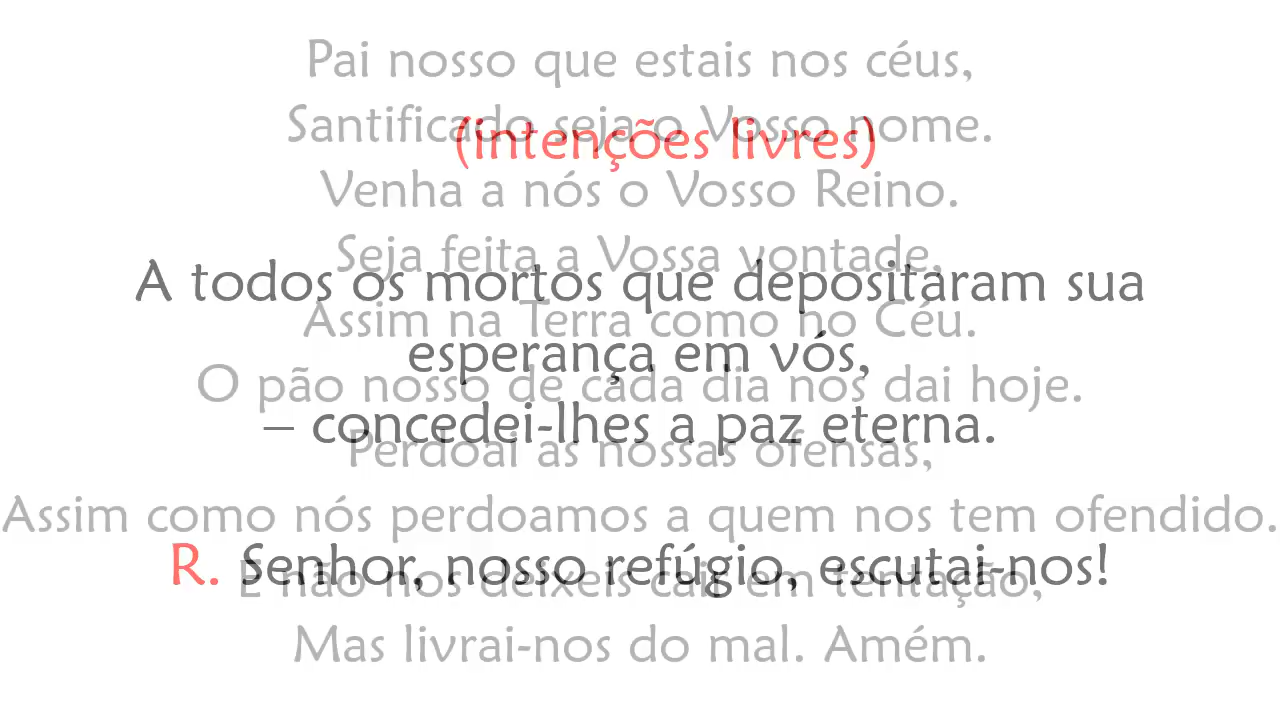 Pai nosso que estais nos céus,
Santificado seja o Vosso nome.
(intenções livres)
Venha a nós o Vosso Reino.
Seja feita a Vossa vontade,
A todos os mortos que depositaram sua
Assim na Terra como no Céu.
esperança em vós,
O pão nosso de cada dia nos dai hoje.
– concedei-lhes a paz eterna.
Perdoai as nossas ofensas,
Assim como nós perdoamos a quem nos tem ofendido.
R. Senhor, nosso refúgio, escutai-nos!
E não nos deixeis cair em tentação,
Mas livrai-nos do mal. Amém.